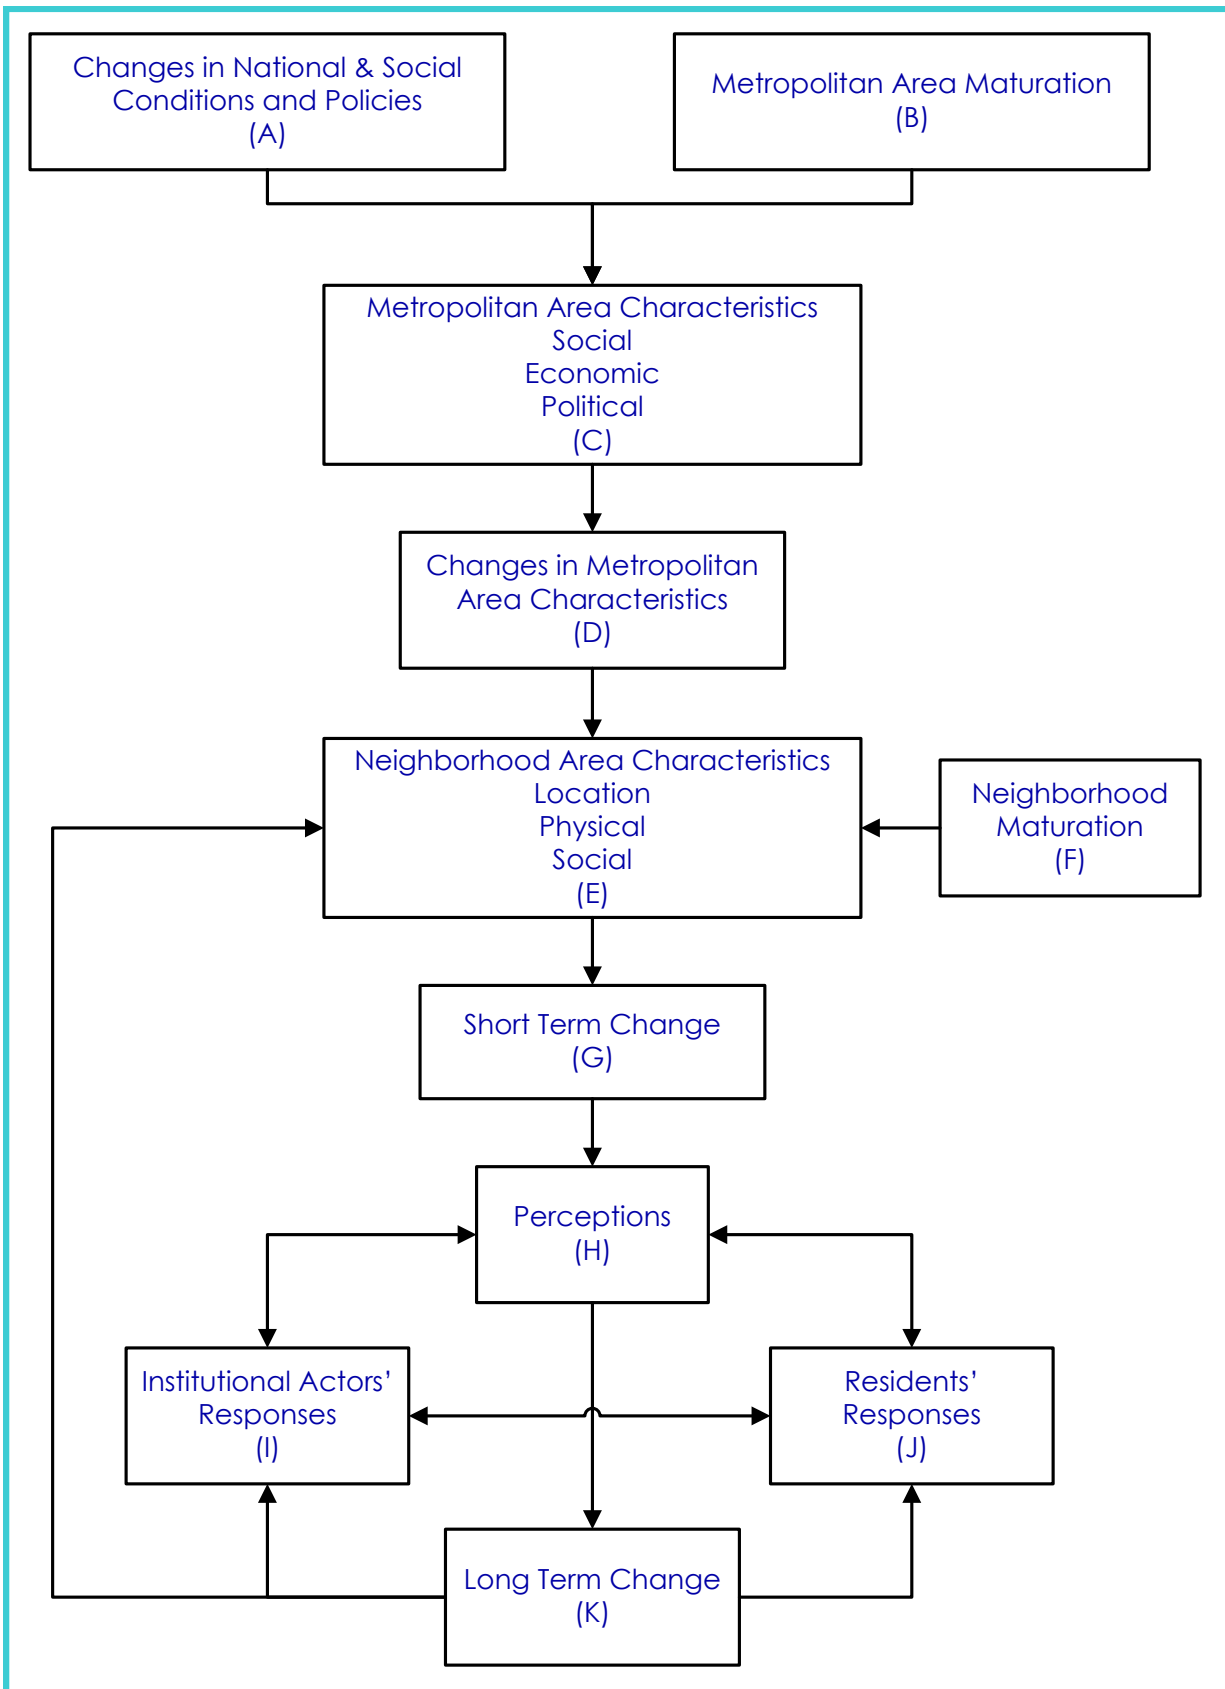 Changes in National & Social
Conditions and Policies
(A)
Metropolitan Area Maturation
(B)
Metropolitan Area Characteristics
Social
Economic
Political
(C)
Changes in Metropolitan
Area Characteristics
(D)
Neighborhood Area Characteristics
Location
Physical
Social
(E)
Neighborhood
Maturation
(F)
Short Term Change
(G)
Perceptions
(H)
Institutional Actors’
Responses
(I)
Residents’
Responses
(J)
Long Term Change
(K)